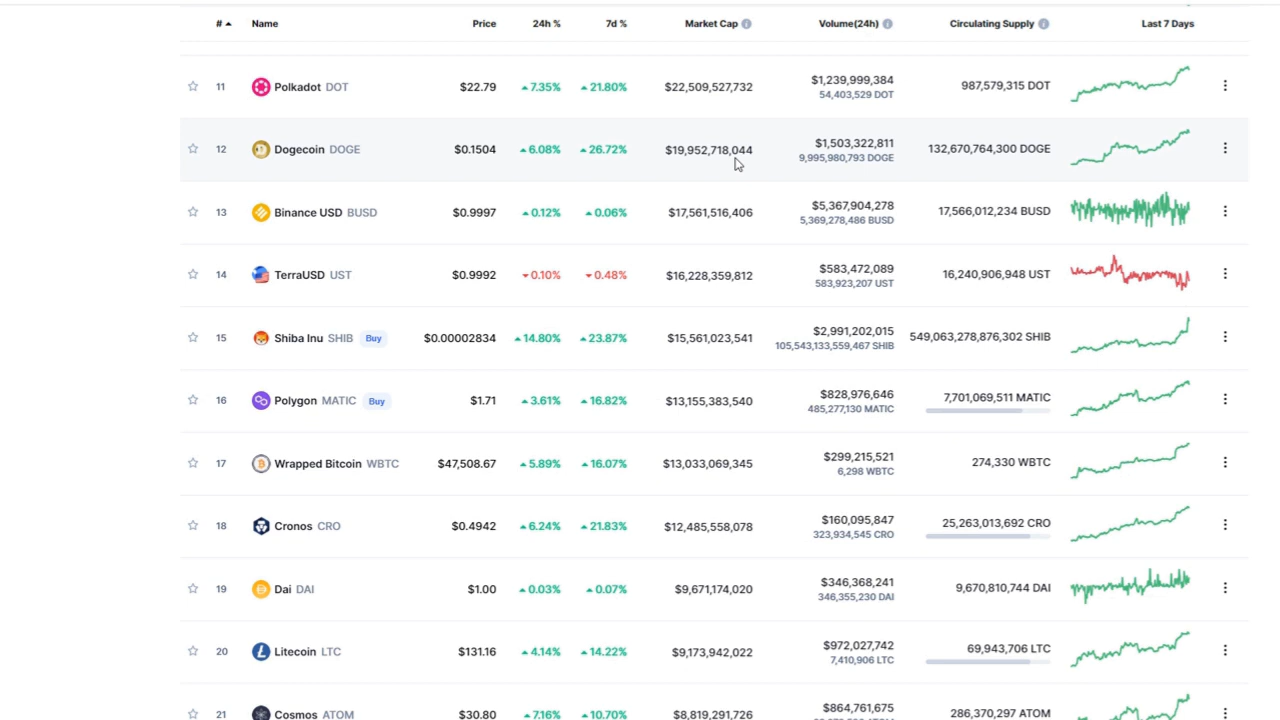 # Name Price 24h % 7d % Market Cap Volume(24h) Circulating Supply Last 7 Days
11 Polkadot DOT $22.79 7.35% 21.80% $22,509,527,732 $1,239,999,384 987,579,315 DOT
54,403,529 DOT
12 Dogecoin DOGE $0.1504 6.08% 26.72% $19,952,718,044 $1,503,322,811 132,670,764,300 DOGE
9,995,980,793 DOGE
13 Binance USD BUSD $0.9997 0.12% 0.06% $17,561,516,406 $5,367,904,278 17,566,012,234 BUSD
5,369,278,486 BUSD
14 TerraUSD UST $0.9992 0.10% 0.48% $16,228,359,812 $583,472,089 16,240,906,948 UST
583,923,207 UST
15 Shiba Inu SHIB Buy $0.00002834 14.80% 23.87% $15,561,023,541 $2,991,202,015 549,063,278,876,302 SHIB
105,543,133,559,467 SHIB
16 Polygon MATIC Buy $1.71 3.61% 16.82% $13,155,383,540 $828,976,646 7,701,069,511 MATIC
485,277,130 MATIC
17 Wrapped Bitcoin WBTC $47,508.67 5.89% 16.07% $13,033,069,345 $299,215,521 274,330 WBTC
6,298 WBTC
18 Cronos CRO $0.4942 6.24% 21.83% $12,485,558,078 $160,095,847 25,263,013,692 CRO
323,934,545 CRO
19 Dai DAI $1.00 0.03% 0.07% $9,671,174,020 $346,368,241 9,670,810,744 DAI
346,355,230 DAI
20 Litecoin LTC $131.16 4.14% 14.22% $9,173,942,022 $972,027,742 69,943,706 LTC
7,410,906 LTC
21 Cosmos ATOM $30.80 7.16% 10.70% $8,819,291,726 $864,761,675 286,370,297 ATOM